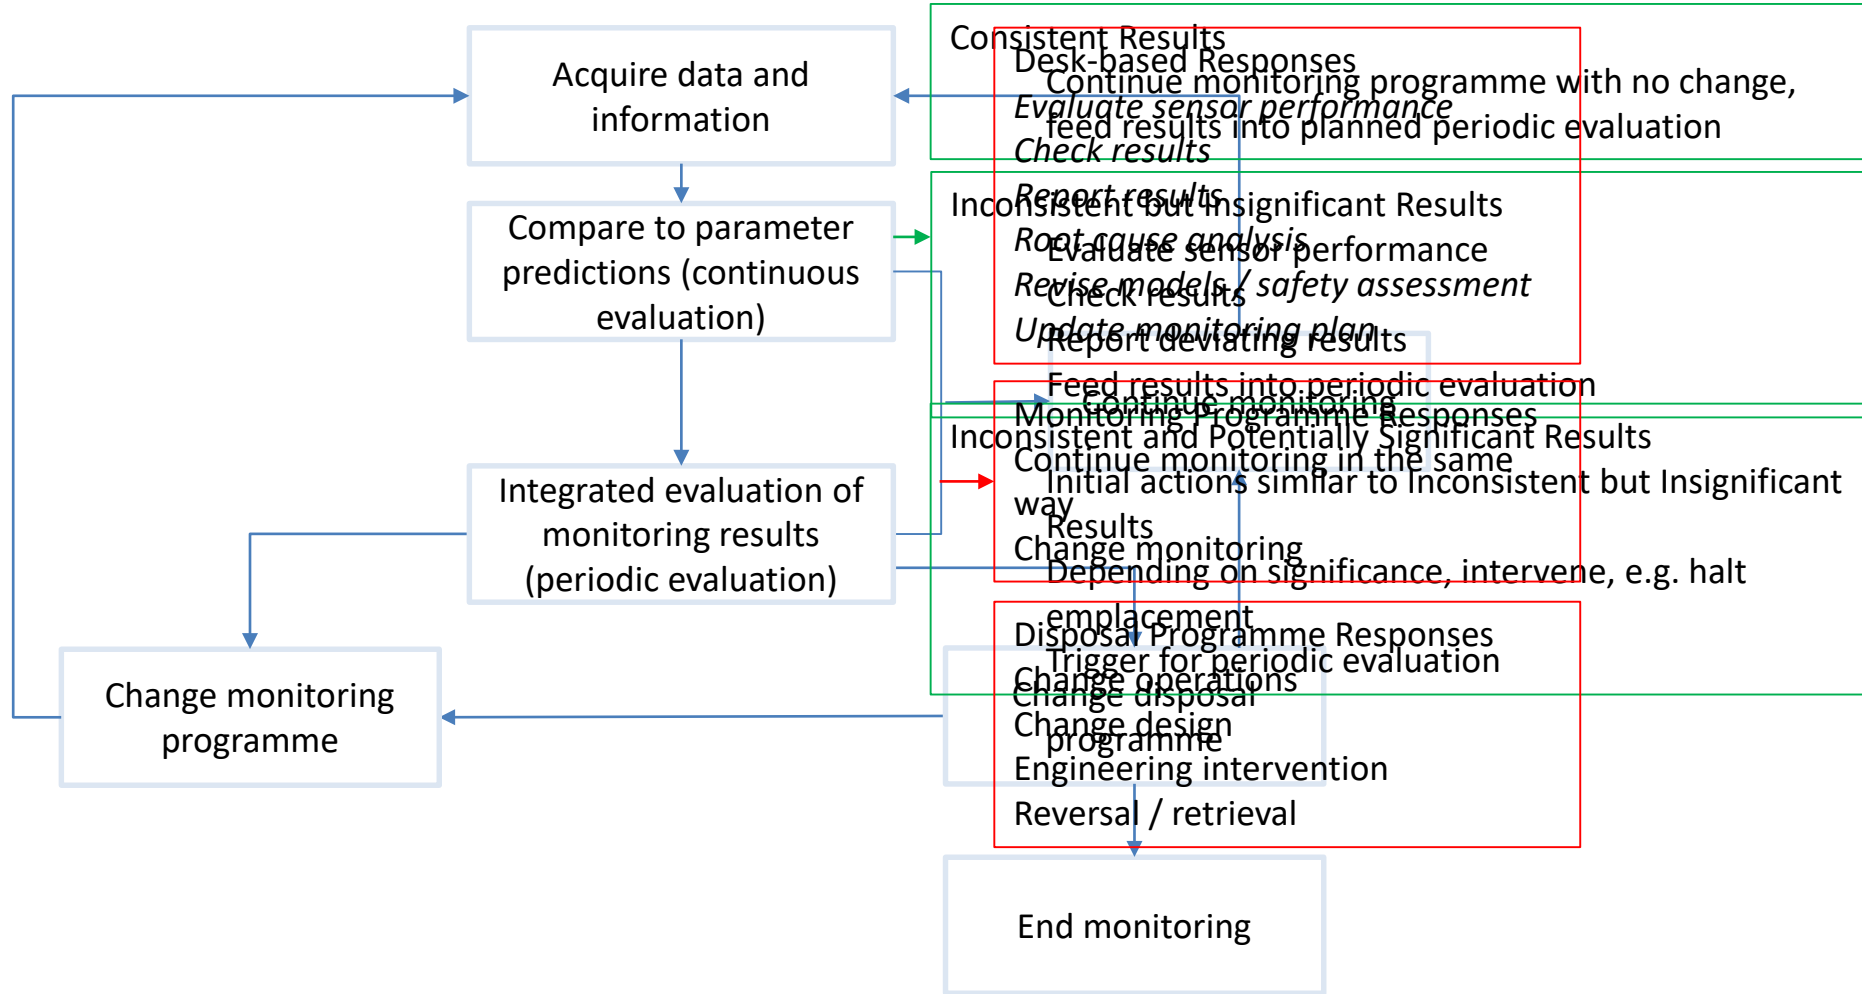 Acquire data and
information
Compare to parameter
predictions (continuous
evaluation)
Integrated evaluation of
monitoring results
(periodic evaluation)
Change monitoring
programme
Consistent Results
Continue monitoring programme with no change,
feed results into planned periodic evaluation
Inconsistent but Insignificant Results
Evaluate sensor performance
Check results
Report deviating results
Feed results into periodic evaluation
Inconsistent and Potentially Significant Results
Initial actions similar to Inconsistent but Insignificant
Results
Depending on significance, intervene, e.g. halt
emplacement
Trigger for periodic evaluation
Desk-based Responses
Evaluate sensor performance
Check results
Report results
Root cause analysis
Revise models / safety assessment
Update monitoring plan
Monitoring Programme Responses
Continue monitoring in the same
way
Change monitoring
Disposal Programme Responses
Change operations
Change design
Engineering intervention
Reversal / retrieval
Continue monitoring
Change disposal
programme
End monitoring